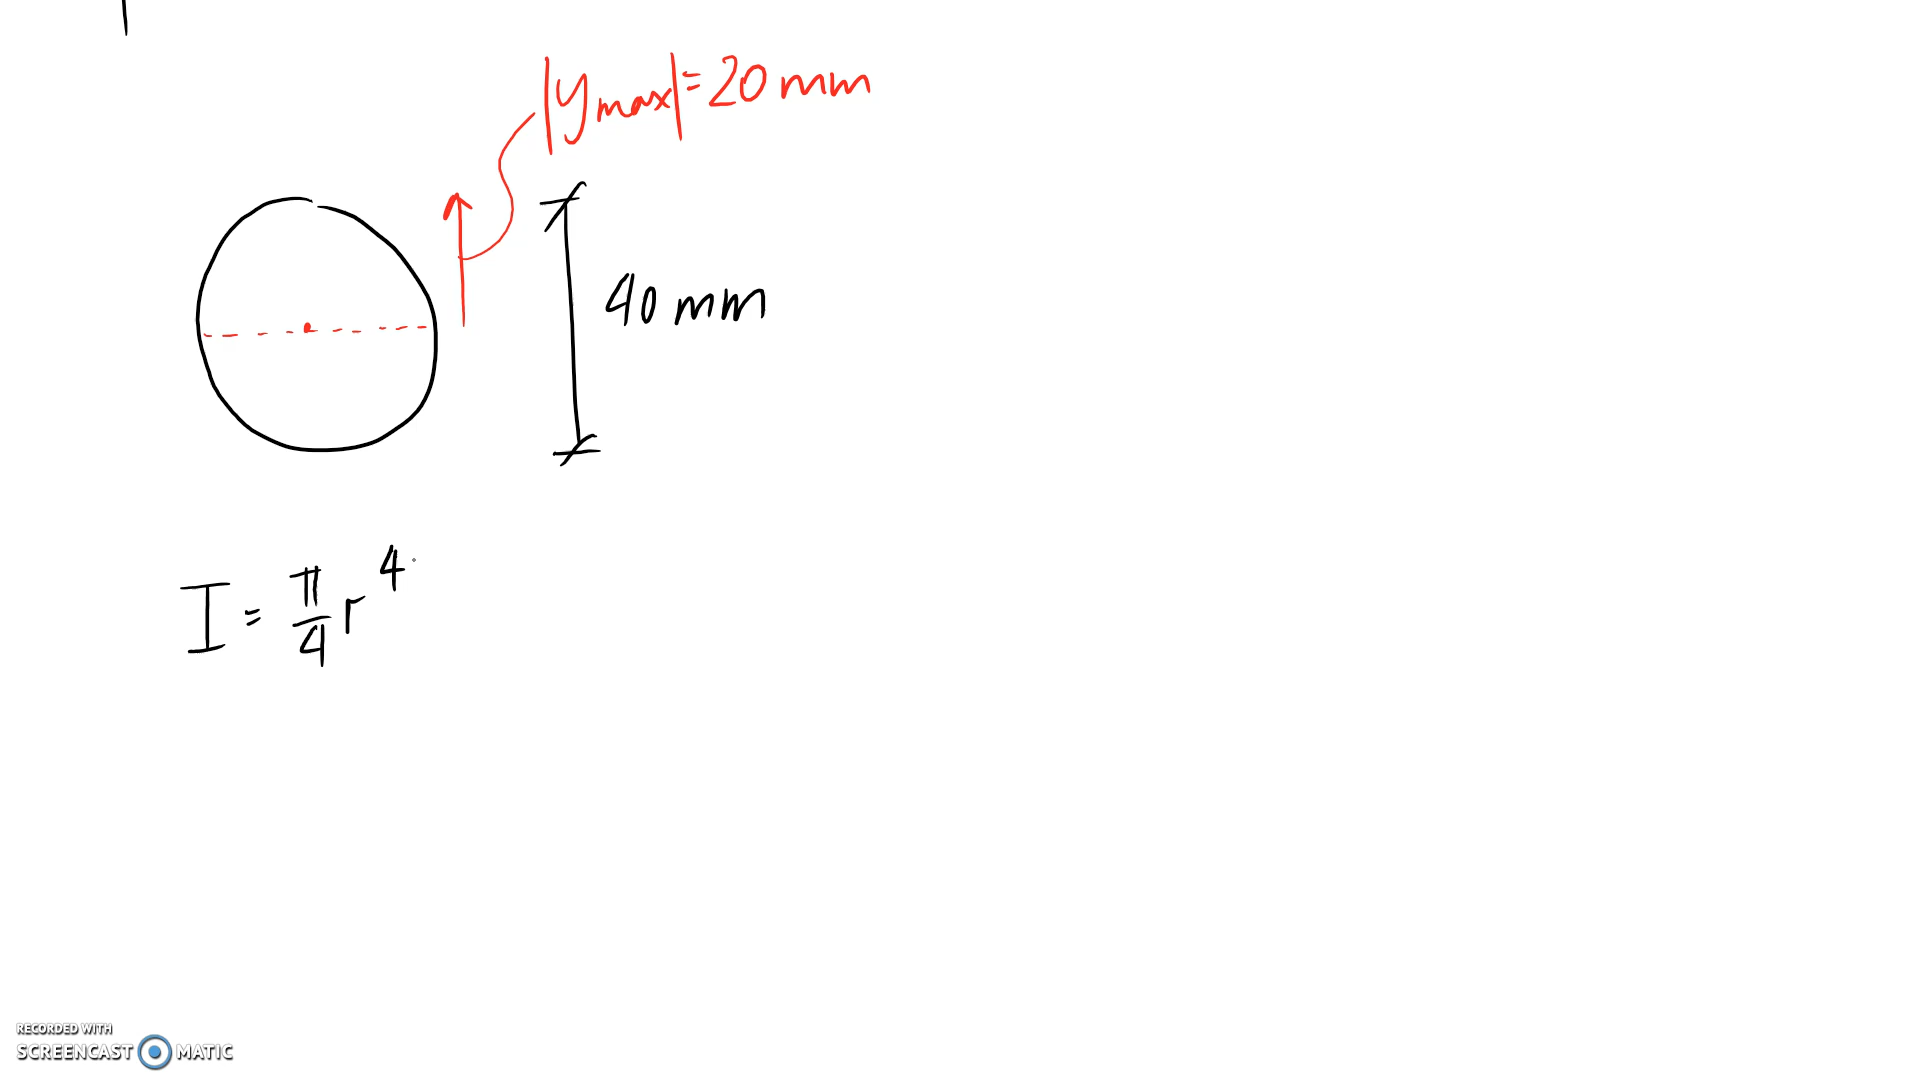 |ymax| = 20 mm
40 mm
I = π/4 r⁴
RECORDED WITH
SCREENCAST MATIC